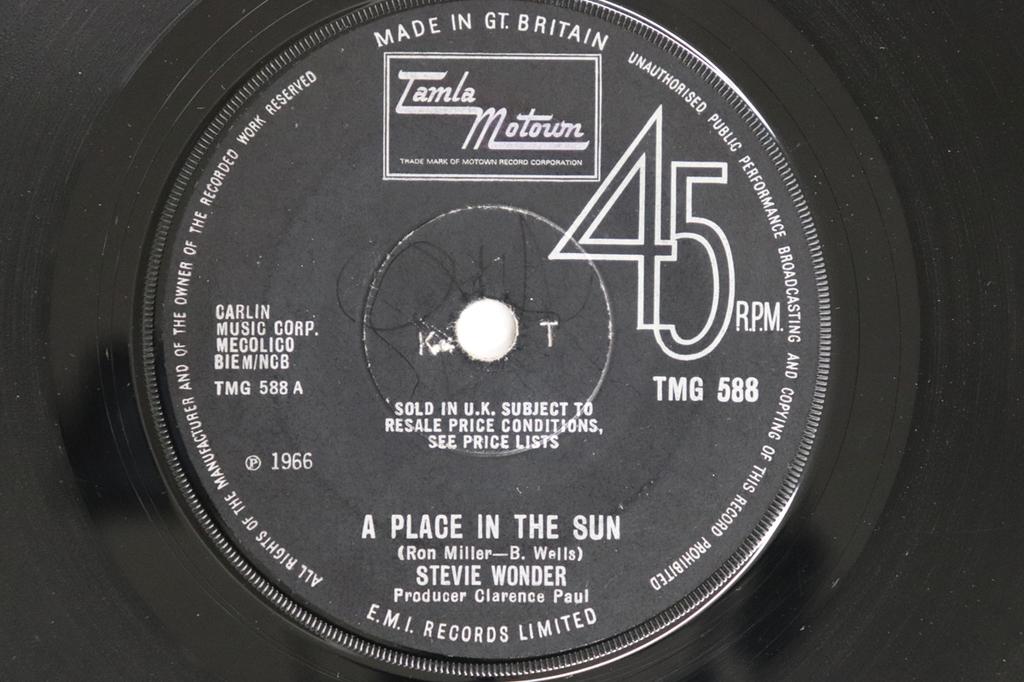 MADE IN GT. BRITAIN
UNAUTHORISED PUBLIC PERFORMANCE BROADCASTING AND COPYING OF THIS RECORD PROHIBITED
ALL RIGHTS OF THE MANUFACTURER AND OF THE OWNER OF THE RECORDED WORK RESERVED
Tamla
Motown
TRADE MARK OF MOTOWN RECORD CORPORATION
45
R.P.M.
CARLIN
MUSIC CORP.
MECOLICO
BIEM/NCB
TMG 588 A
T
TMG 588
SOLD IN U.K. SUBJECT TO
RESALE PRICE CONDITIONS,
SEE PRICE LISTS
℗ 1966
A PLACE IN THE SUN
(Ron Miller—B. Wells)
STEVIE WONDER
Producer Clarence Paul
E.M.I. RECORDS LIMITED